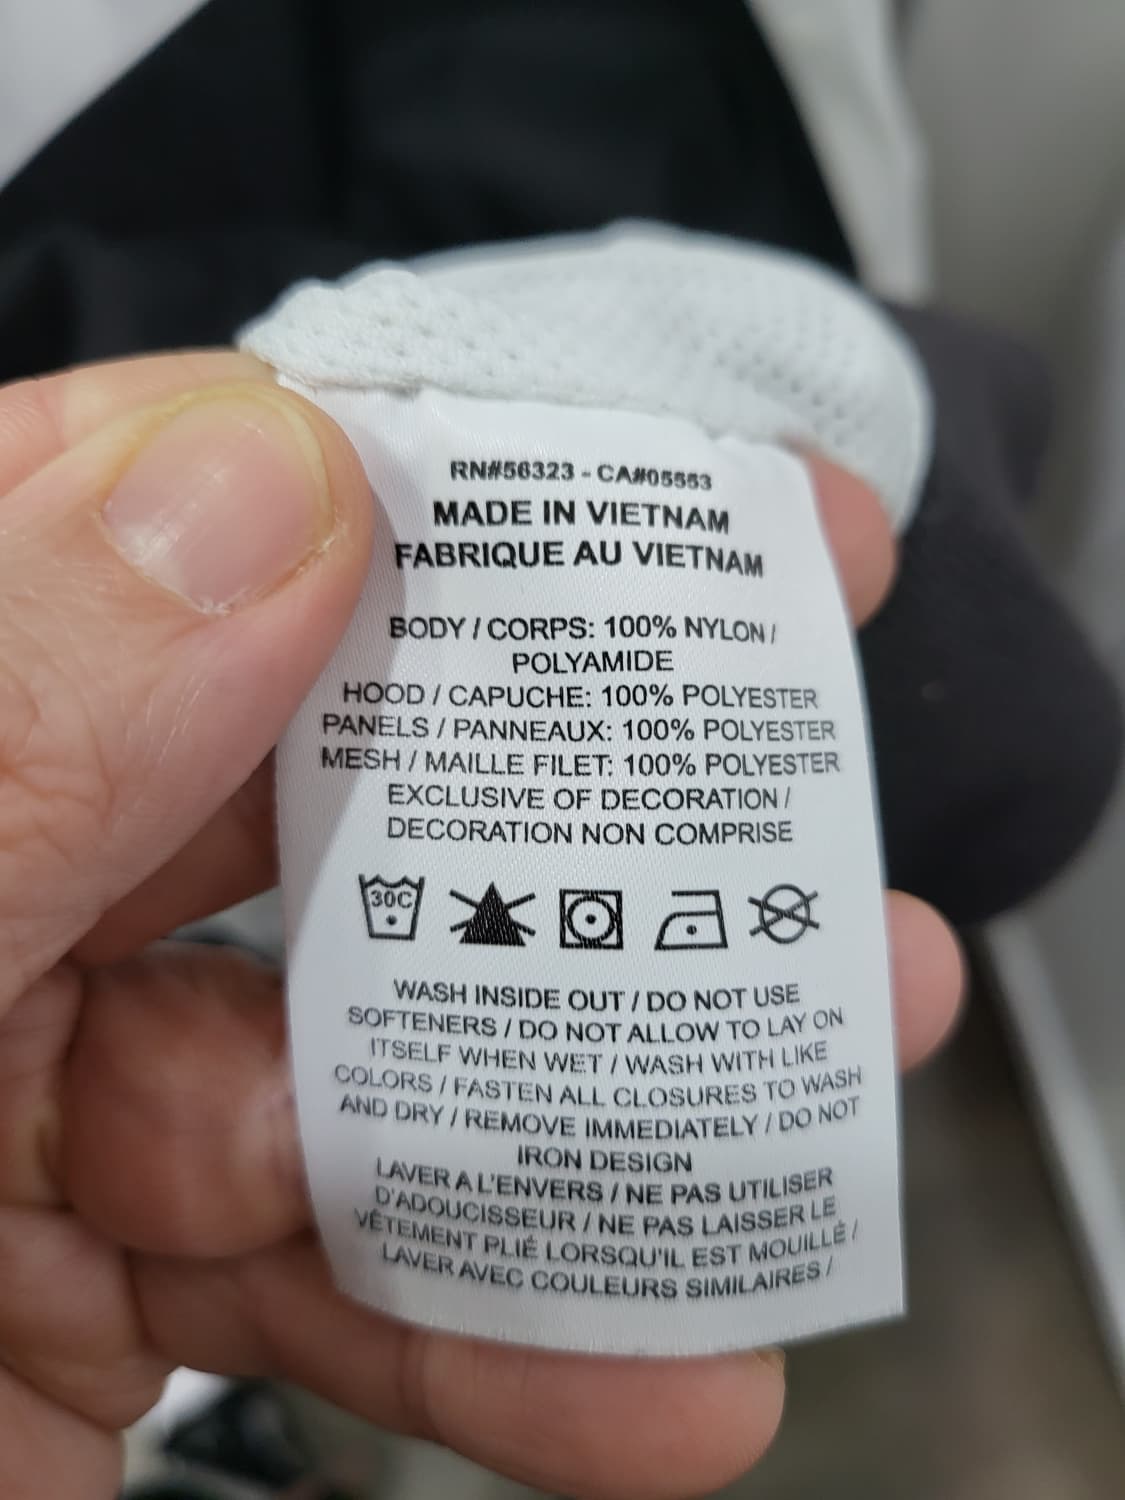 RN#56323 - CA#05553
MADE IN VIETNAM
FABRIQUE AU VIETNAM
BODY / CORPS: 100% NYLON /
POLYAMIDE
HOOD / CAPUCHE: 100% POLYESTER
PANELS / PANNEAUX: 100% POLYESTER
MESH / MAILLE FILET: 100% POLYESTER
EXCLUSIVE OF DECORATION /
DECORATION NON COMPRISE
30C
WASH INSIDE OUT / DO NOT USE
SOFTENERS / DO NOT ALLOW TO LAY ON
ITSELF WHEN WET / WASH WITH LIKE
COLORS / FASTEN ALL CLOSURES TO WASH
AND DRY / REMOVE IMMEDIATELY / DO NOT
IRON DESIGN
LAVER A L'ENVERS / NE PAS UTILISER
D'ADOUCISSEUR / NE PAS LAISSER LE
VÊTEMENT PLIÉ LORSQU'IL EST MOUILLÉ /
LAVER AVEC COULEURS SIMILAIRES /